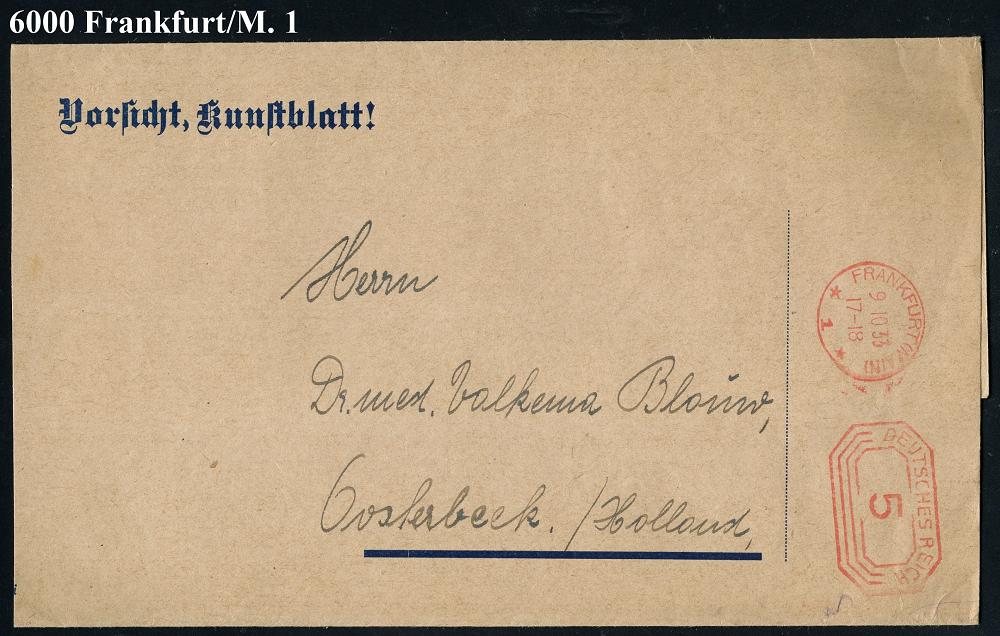 6000 Frankfurt/M. 1
Vorsicht, Kunstblatt!
Herrn
Dr. med. Valkema Blouw,
Oosterbeek. / Holland,
FRANKFURT (MAIN)
9.10.33
17-18
* 1 *
DEUTSCHES REICH
5